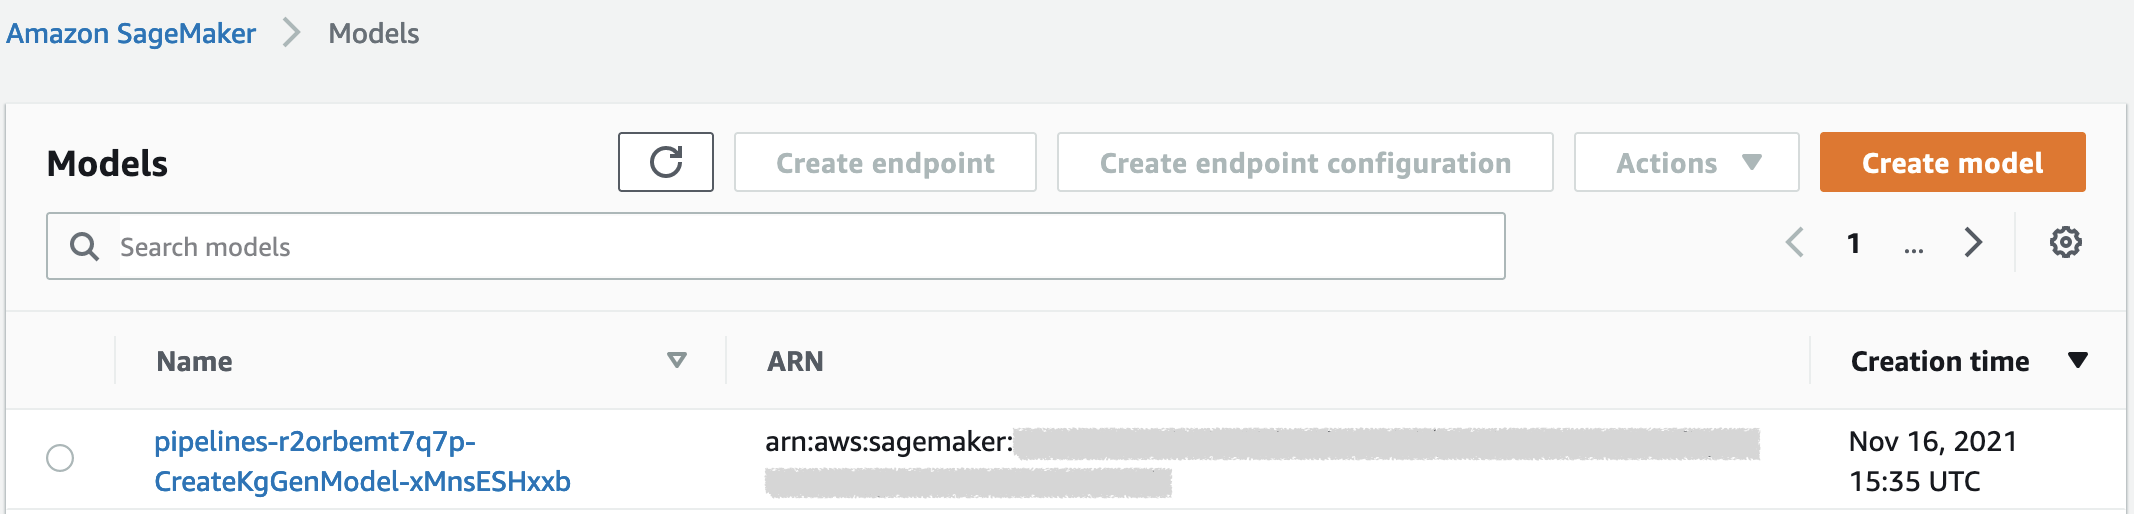 Amazon SageMaker > Models
Models
Create endpoint
Create endpoint configuration
Actions
Create model
Search models
1 ...
Name
ARN
Creation time
pipelines-r2orbemt7q7p-
CreateKgGenModel-xMnsESHxxb
arn:aws:sagemaker:
Nov 16, 2021
15:35 UTC